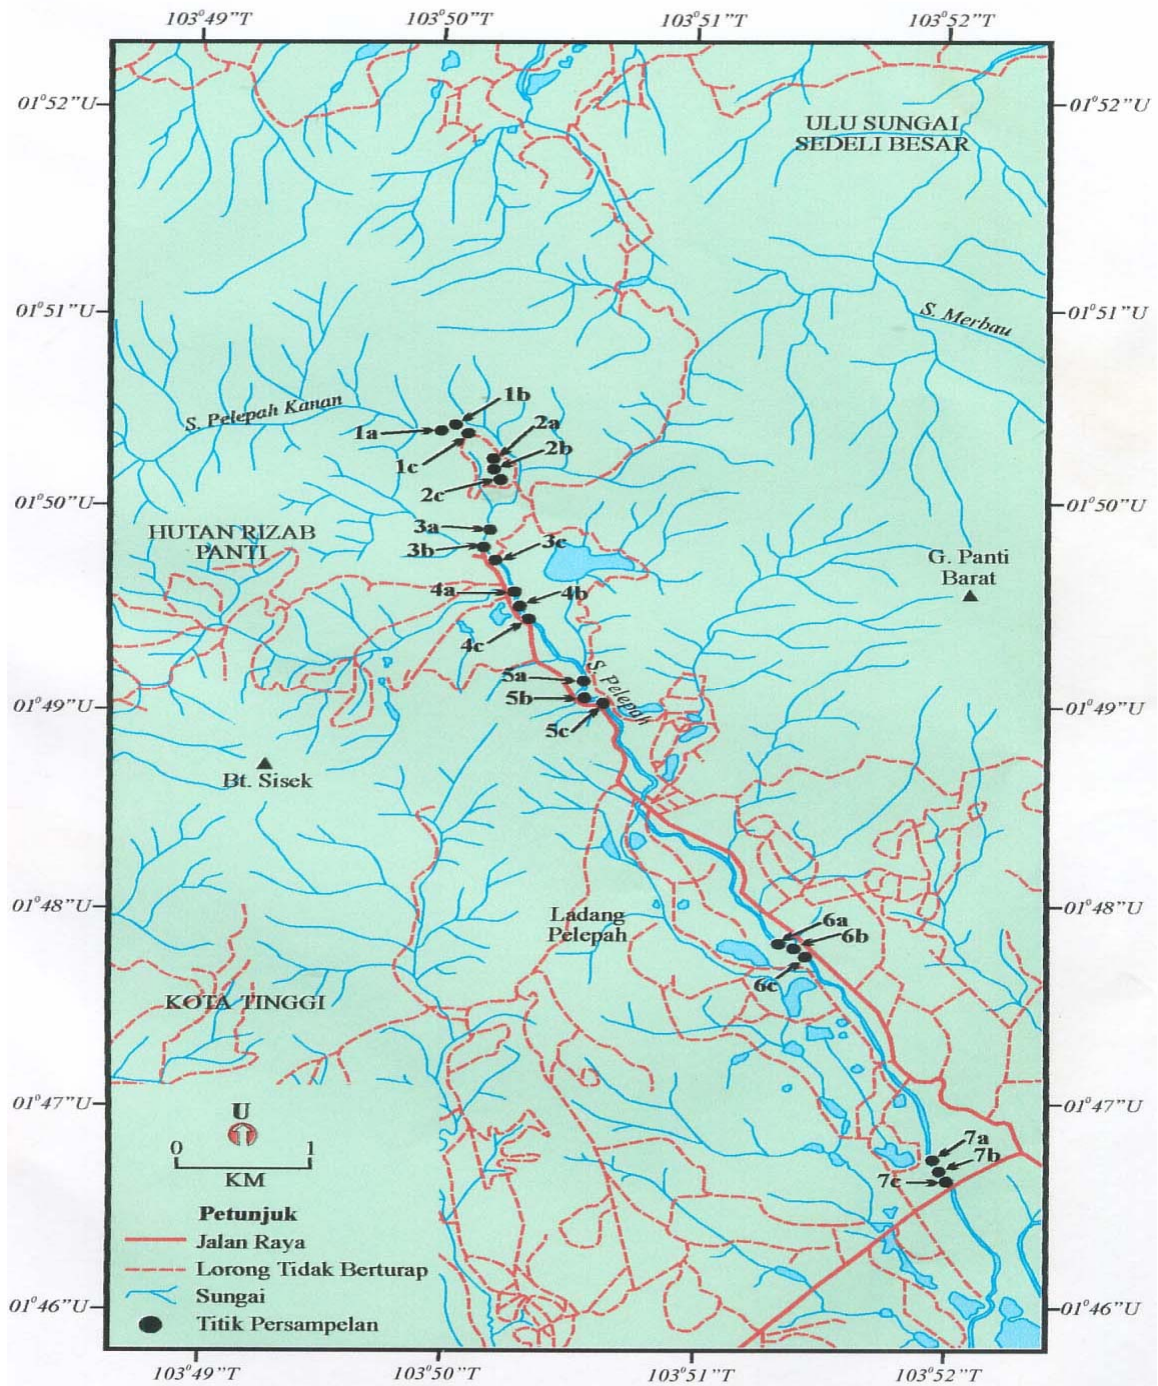 103°49”T 103°50”T 103°51”T 103°52”T
01°52”U 01°52”U
ULU SUNGAI
SEDELI BESAR
01°51”U 01°51”U
S. Merbau
S. Pelepah Kanan
1b
1a
2a
2b
1c
2c
01°50”U 01°50”U
3a
HUTAN RIZAB
PANTI
3b
3c
G. Panti
Barat
4a
4b
4c
S. Pelepah
5a
5b
01°49”U 01°49”U
5c
Bt. Sisek
01°48”U 01°48”U
Ladang
Pelepah
6a
6b
6c
KOTA TINGGI
01°47”U 01°47”U
U
0 1
KM
7a
7b
7c
Petunjuk
Jalan Raya
Lorong Tidak Berturap
Sungai
01°46”U 01°46”U
Titik Persampelan
103°49”T 103°50”T 103°51”T 103°52”T